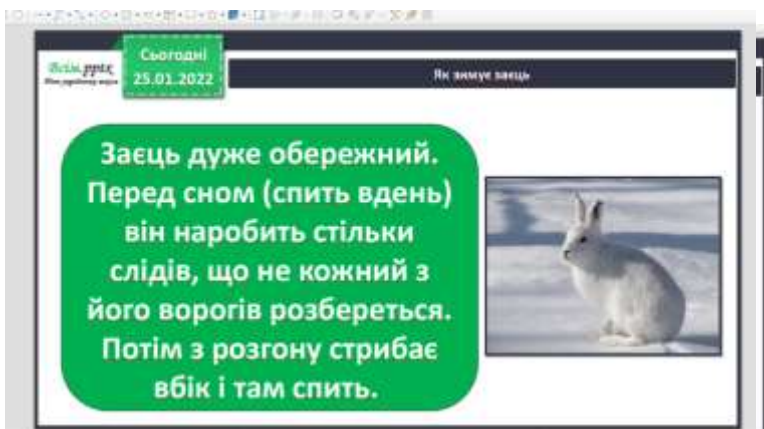 Всім.pptx
Сьогодні
25.01.2022
Як зимує заєць
Заєць дуже обережний.
Перед сном (спить вдень)
він наробить стільки
слідів, що не кожний з
його ворогів розбереться.
Потім з розгону стрибає
вбік і там спить.